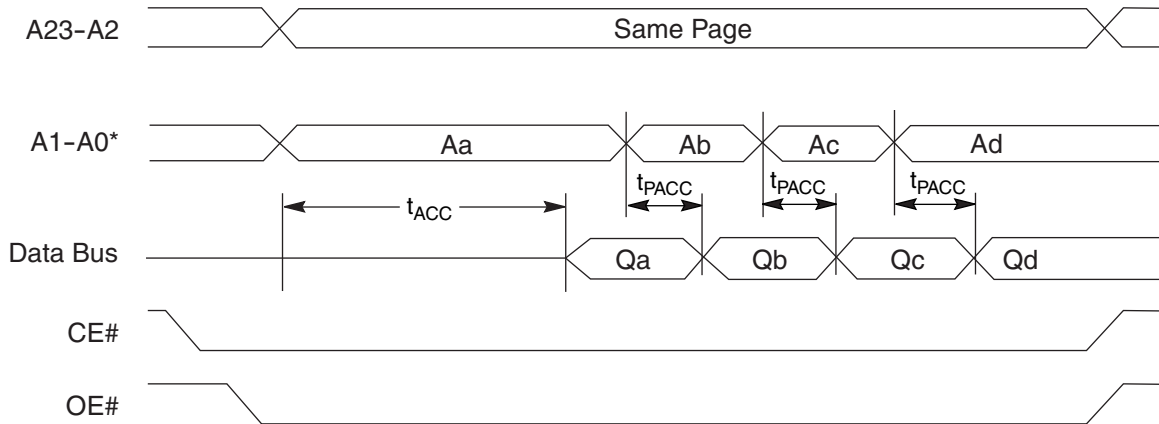 A23-A2 Same Page
A1-A0* Aa Ab Ac Ad
tACC tPACC tPACC tPACC
Data Bus Qa Qb Qc Qd
CE#
OE#